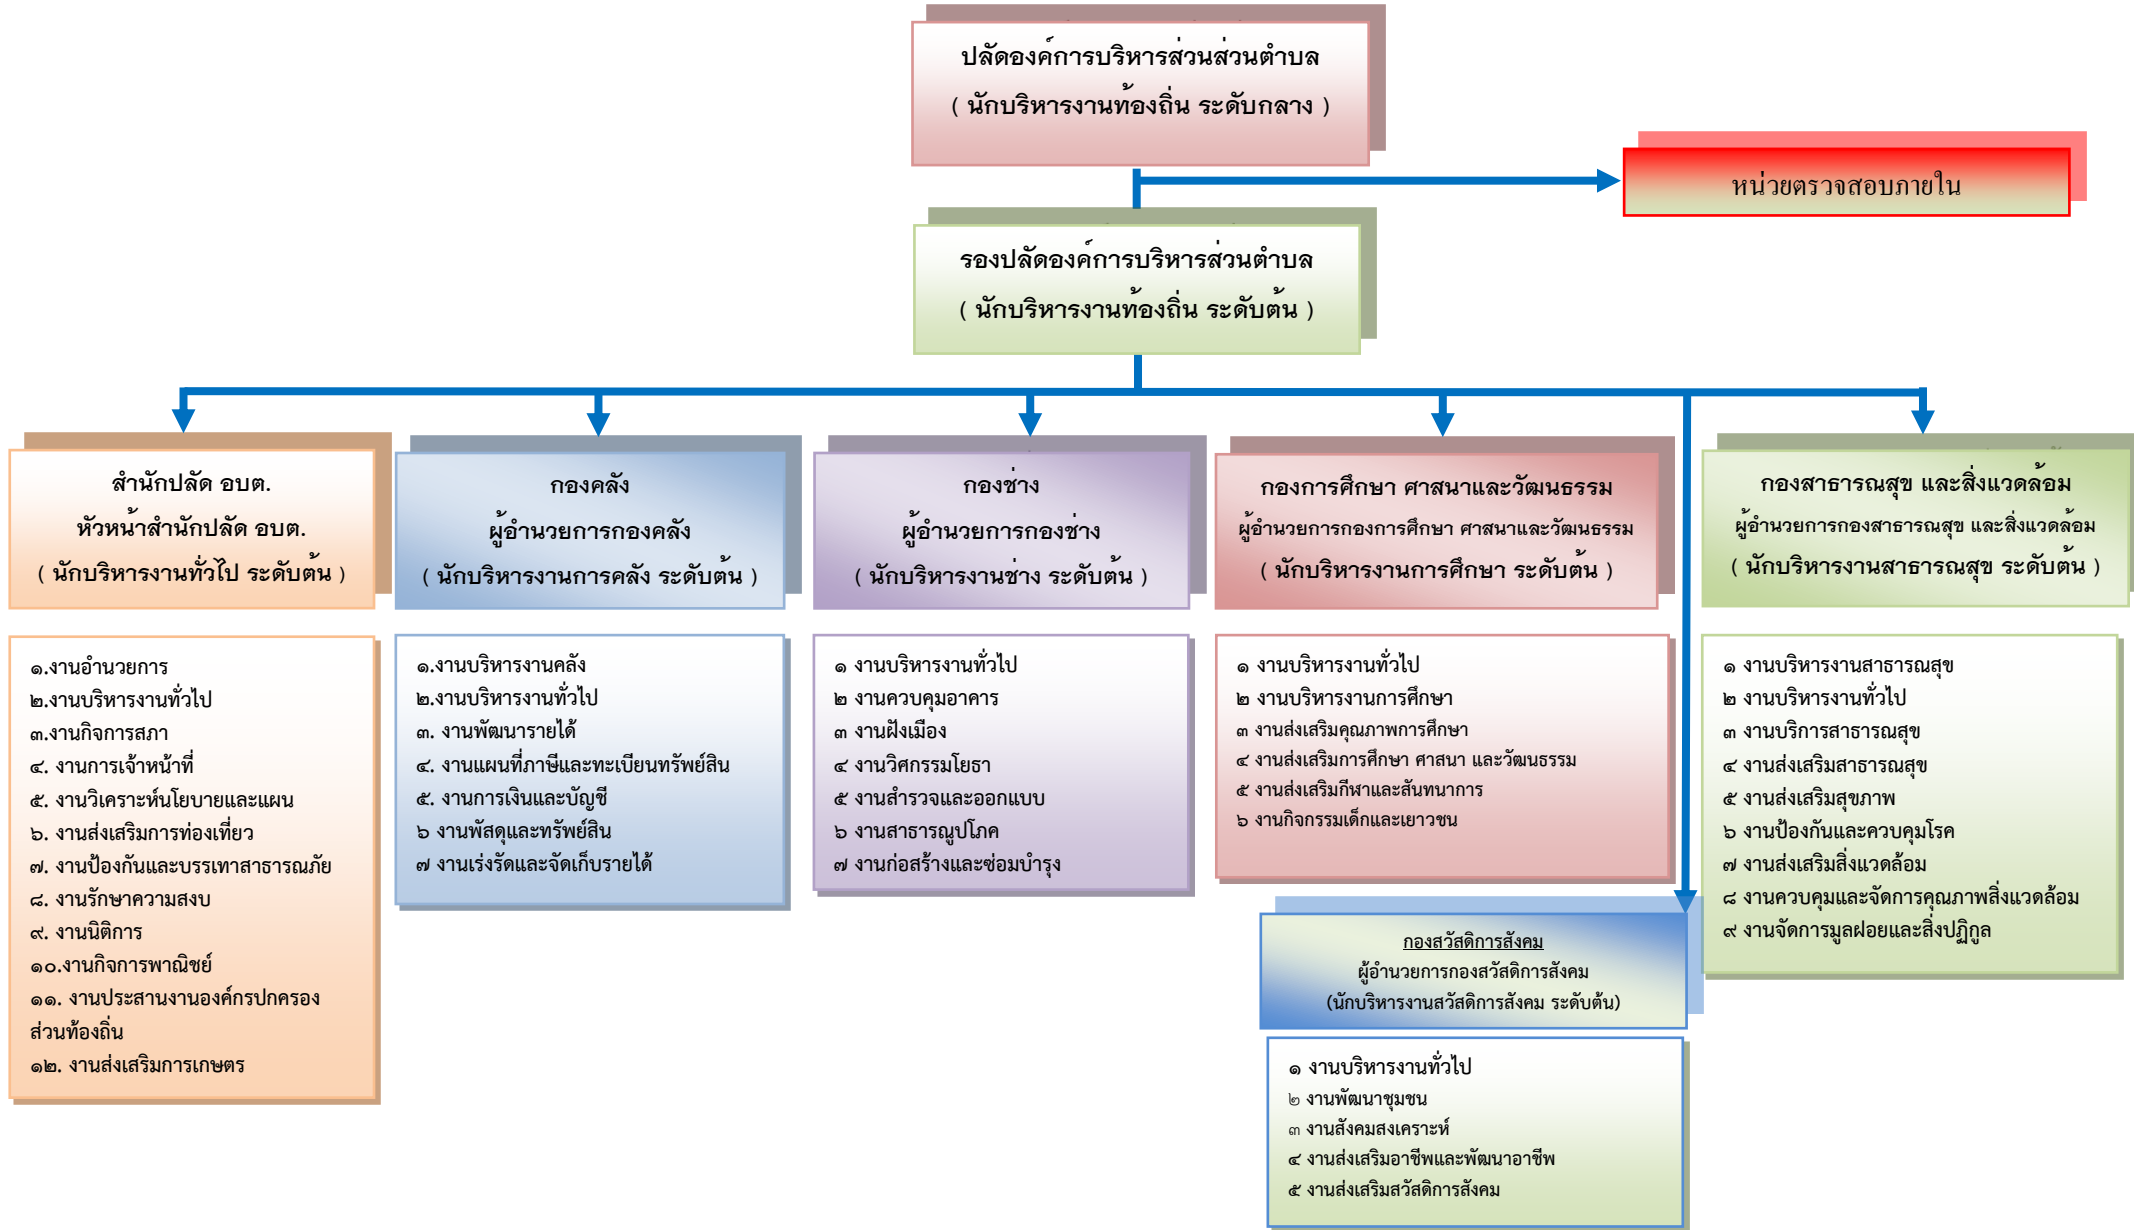 ปลัดองค์การบริหารส่วนส่วนตำบล
( นักบริหารงานท้องถิ่น ระดับกลาง )
หน่วยตรวจสอบภายใน
รองปลัดองค์การบริหารส่วนตำบล
( นักบริหารงานท้องถิ่น ระดับต้น )
สำนักปลัด อบต.
หัวหน้าสำนักปลัด อบต.
( นักบริหารงานทั่วไป ระดับต้น )
กองคลัง
ผู้อำนวยการกองคลัง
( นักบริหารงานการคลัง ระดับต้น )
กองช่าง
ผู้อำนวยการกองช่าง
( นักบริหารงานช่าง ระดับต้น )
กองการศึกษา ศาสนาและวัฒนธรรม
ผู้อำนวยการกองการศึกษา ศาสนาและวัฒนธรรม
( นักบริหารงานการศึกษา ระดับต้น )
กองสาธารณสุข และสิ่งแวดล้อม
ผู้อำนวยการกองสาธารณสุข และสิ่งแวดล้อม
( นักบริหารงานสาธารณสุข ระดับต้น )
๑.งานอำนวยการ
๒.งานบริหารงานทั่วไป
๓.งานกิจการสภา
๔. งานการเจ้าหน้าที่
๕. งานวิเคราะห์นโยบายและแผน
๖. งานส่งเสริมการท่องเที่ยว
๗. งานป้องกันและบรรเทาสาธารณภัย
๘. งานรักษาความสงบ
๙. งานนิติการ
๑๐.งานกิจการพาณิชย์
๑๑. งานประสานงานองค์กรปกครอง
ส่วนท้องถิ่น
๑๒. งานส่งเสริมการเกษตร
๑.งานบริหารงานคลัง
๒.งานบริหารงานทั่วไป
๓. งานพัฒนารายได้
๔. งานแผนที่ภาษีและทะเบียนทรัพย์สิน
๕. งานการเงินและบัญชี
๖ งานพัสดุและทรัพย์สิน
๗ งานเร่งรัดและจัดเก็บรายได้
๑ งานบริหารงานทั่วไป
๒ งานควบคุมอาคาร
๓ งานฝังเมือง
๔ งานวิศกรรมโยธา
๕ งานสำรวจและออกแบบ
๖ งานสาธารณูปโภค
๗ งานก่อสร้างและซ่อมบำรุง
๑ งานบริหารงานทั่วไป
๒ งานบริหารงานการศึกษา
๓ งานส่งเสริมคุณภาพการศึกษา
๔ งานส่งเสริมการศึกษา ศาสนา และวัฒนธรรม
๕ งานส่งเสริมกีฬาและสันทนาการ
๖ งานกิจกรรมเด็กและเยาวชน
๑ งานบริหารงานสาธารณสุข
๒ งานบริหารงานทั่วไป
๓ งานบริการสาธารณสุข
๔ งานส่งเสริมสาธารณสุข
๕ งานส่งเสริมสุขภาพ
๖ งานป้องกันและควบคุมโรค
๗ งานส่งเสริมสิ่งแวดล้อม
๘ งานควบคุมและจัดการคุณภาพสิ่งแวดล้อม
๙ งานจัดการมูลฝอยและสิ่งปฏิกูล
กองสวัสดิการสังคม
ผู้อำนวยการกองสวัสดิการสังคม
(นักบริหารงานสวัสดิการสังคม ระดับต้น)
๑ งานบริหารงานทั่วไป
๒ งานพัฒนาชุมชน
๓ งานสังคมสงเคราะห์
๔ งานส่งเสริมอาชีพและพัฒนาอาชีพ
๕ งานส่งเสริมสวัสดิการสังคม